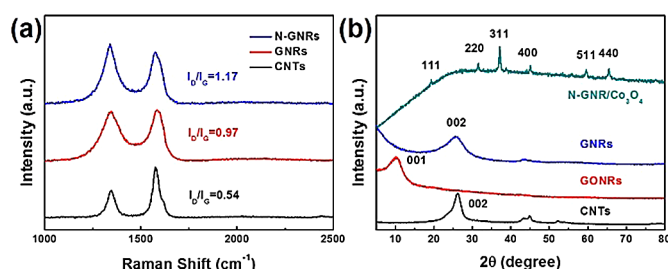 (a)
N-GNRs
GNRs
CNTs
I_D/I_G=1.17
I_D/I_G=0.97
I_D/I_G=0.54
Intensity (a.u.)
1000 1500 2000 2500
Raman Shift (cm⁻¹)
(b)
111 220 311 400 511 440
N-GNR/Co₃O₄
002
GNRs
001
GONRs
002
CNTs
Intensity (a.u.)
10 20 30 40 50 60 70 80
2θ (degree)